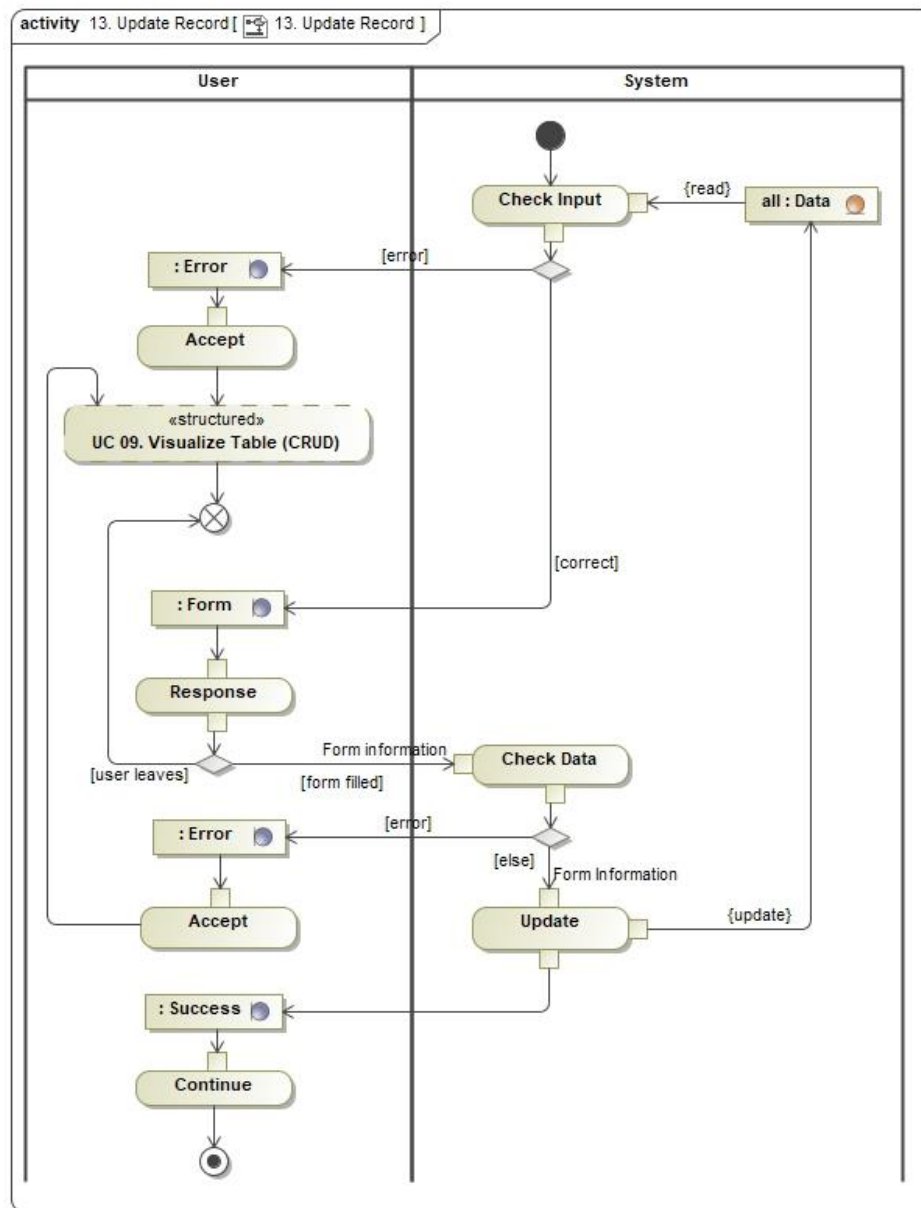 activity 13. Update Record [ 13. Update Record ]
User
System
Check Input
{read}
all : Data
[error]
: Error
Accept
«structured»
UC 09. Visualize Table (CRUD)
[correct]
: Form
Response
[user leaves]
Form information
[form filled]
Check Data
[error]
: Error
[else]
Form Information
Accept
Update
{update}
: Success
Continue